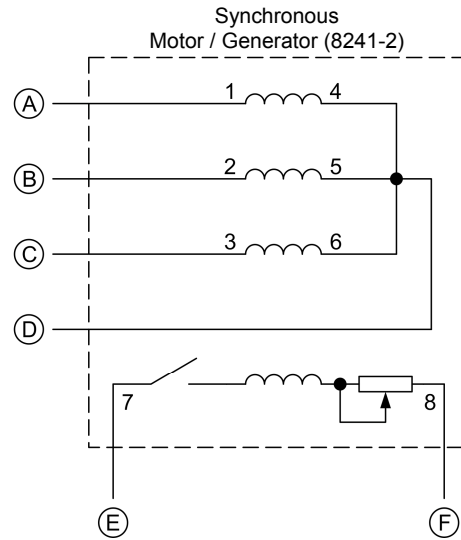 Synchronous
Motor / Generator (8241-2)
A
1 4
B
2 5
C
3 6
D
7 8
E F